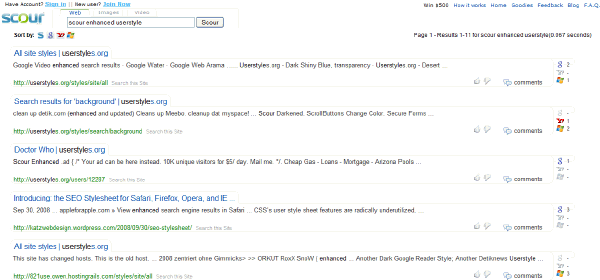 Have Account? Sign in || New user? Join Now
Win $500 How it works Home Goodies Feedback Blog F.A.Q.
scour
Web Images Video
scour enhanced userstyle Scour
Sort by:
Page 1 - Results 1-11 for scour enhanced userstyle(0.867 seconds)
All site styles | userstyles.org
Google Video enhanced search results - Google Water - Google Web Arama ...... Userstyles.org - Dark Shiny Blue, transparency - Userstyles.org - Desert ...
http://userstyles.org/styles/site/all Search this Site
comments
2
-
1
Search results for 'background' | userstyles.org
clean up detik.com (enhanced and updated) Cleans up Meebo. cleanup dat myspace! ... Scour Darkened. ScrollButtons Change Color. Secure Forms ...
http://userstyles.org/styles/search/background Search this Site
comments
-
1
2
Doctor Who | userstyles.org
Scour Enhanced .ad { /* Your ad can be here instead. 10K unique visitors for $5/ day. Mail me. */. Cheap Gas - Loans - Mortgage - Arizona Pools ...
http://userstyles.org/users/12287 Search this Site
comments
1
-
-
Introducing: the SEO Stylesheet for Safari, Firefox, Opera, and IE ...
Sep 30, 2008 ... appleforapple.com a » View enhanced search engine results in Safari ... CSS's user style sheet features are radically underutilized, ...
http://katzwebdesign.wordpress.com/2008/09/30/seo-stylesheet/ Search this Site
comments
3
-
-
All site styles | userstyles.org
This site has changed hosts. This is the old host. ... 2008 zentriert ohne Gimmicks> >> ORKUT RoxX SmiW | enhanced ... Another Dark Google Reader Style; Another Detiknews Userstyle ...
http://821use.owen.hostingrails.com/styles/site/all Search this Site
comments
-
-
3